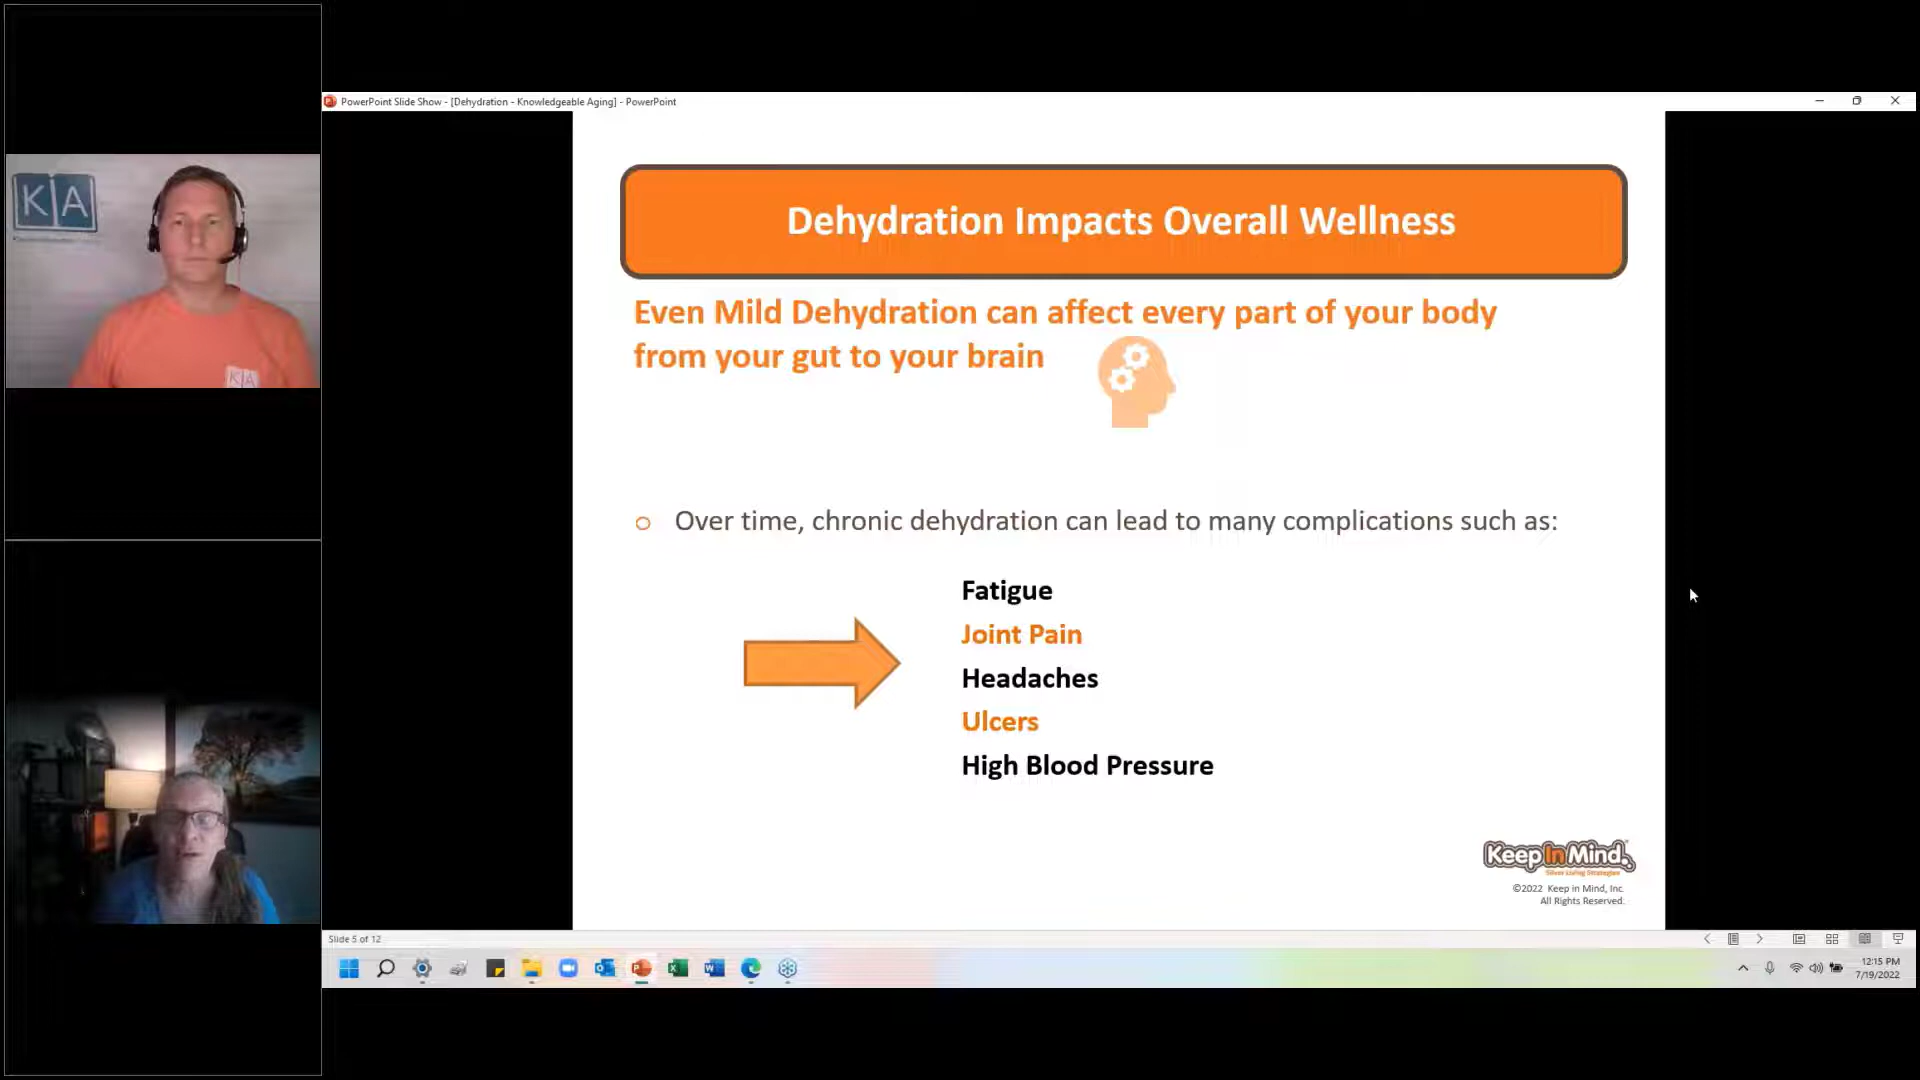 K A
KA
PowerPoint Slide Show - [Dehydration - Knowledgeable Aging] - PowerPoint
Dehydration Impacts Overall Wellness
Even Mild Dehydration can affect every part of your body
from your gut to your brain
Over time, chronic dehydration can lead to many complications such as:
Fatigue
Joint Pain
Headaches
Ulcers
High Blood Pressure
KeepInMind.
Silver Living Strategies
©2022 Keep in Mind, Inc.
All Rights Reserved.
Slide 5 of 12
12:15 PM
7/19/2022